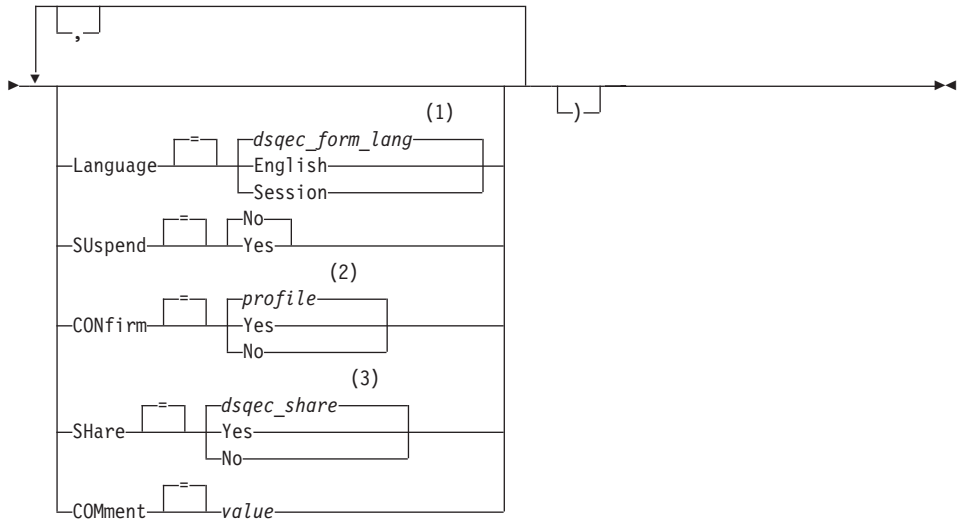 ,
)
(1)
= dsqec_form_lang
Language English
Session
= No
SUspend Yes
(2)
= profile
CONfirm Yes
No
(3)
= dsqec_share
SHare Yes
No
=
COMment value